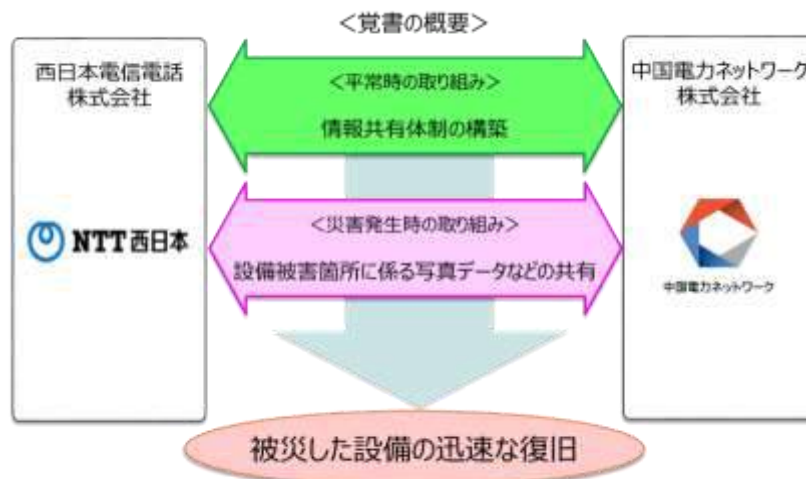 <覚書の概要>
西日本電信電話
株式会社
<平常時の取り組み>
情報共有体制の構築
中国電力ネットワーク
株式会社
NTT西日本
<災害発生時の取り組み>
設備被害箇所に係る写真データなどの共有
中国電力ネットワーク
被災した設備の迅速な復旧